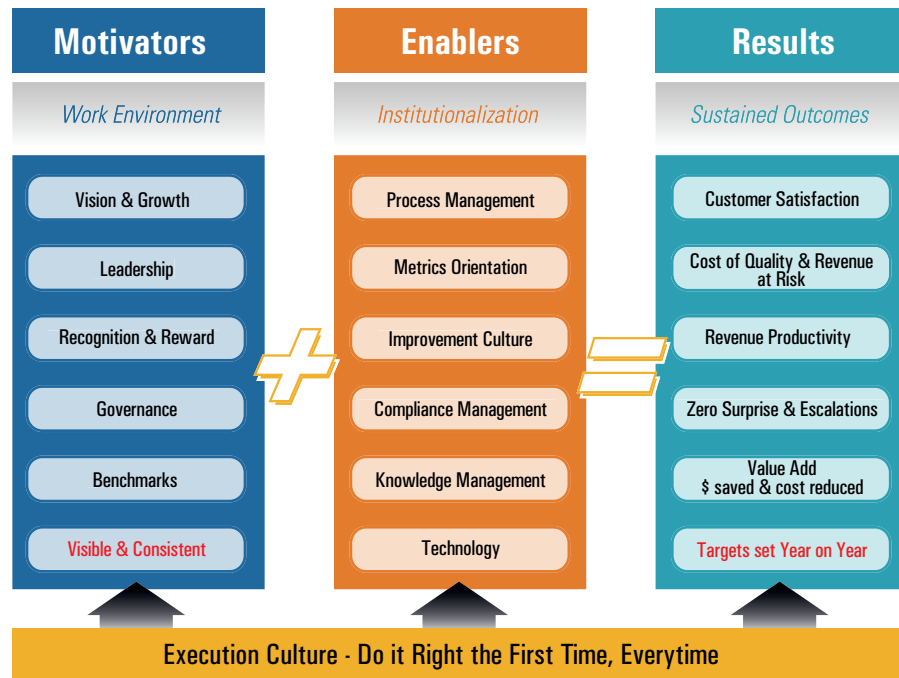 Motivators
Work Environment
Vision & Growth
Leadership
Recognition & Reward
Governance
Benchmarks
Visible & Consistent
+
Enablers
Institutionalization
Process Management
Metrics Orientation
Improvement Culture
Compliance Management
Knowledge Management
Technology
=
Results
Sustained Outcomes
Customer Satisfaction
Cost of Quality & Revenue
at Risk
Revenue Productivity
Zero Surprise & Escalations
Value Add
$ saved & cost reduced
Targets set Year on Year
Execution Culture - Do it Right the First Time, Everytime